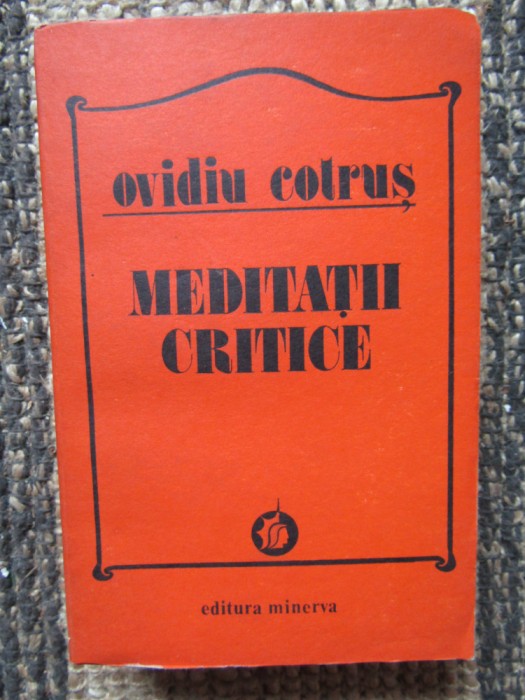 ovidiu cotruș
MEDITAȚII
CRITICE
editura minerva